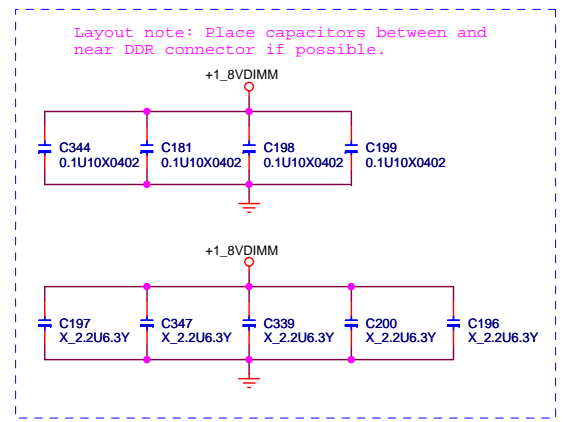 Layout note: Place capacitors between and
near DDR connector if possible.
+1_8VDIMM
C344 C181 C198 C199
0.1U10X0402 0.1U10X0402 0.1U10X0402 0.1U10X0402
+1_8VDIMM
C197 C347 C339 C200 C196
X_2.2U6.3Y X_2.2U6.3Y X_2.2U6.3Y X_2.2U6.3Y X_2.2U6.3Y